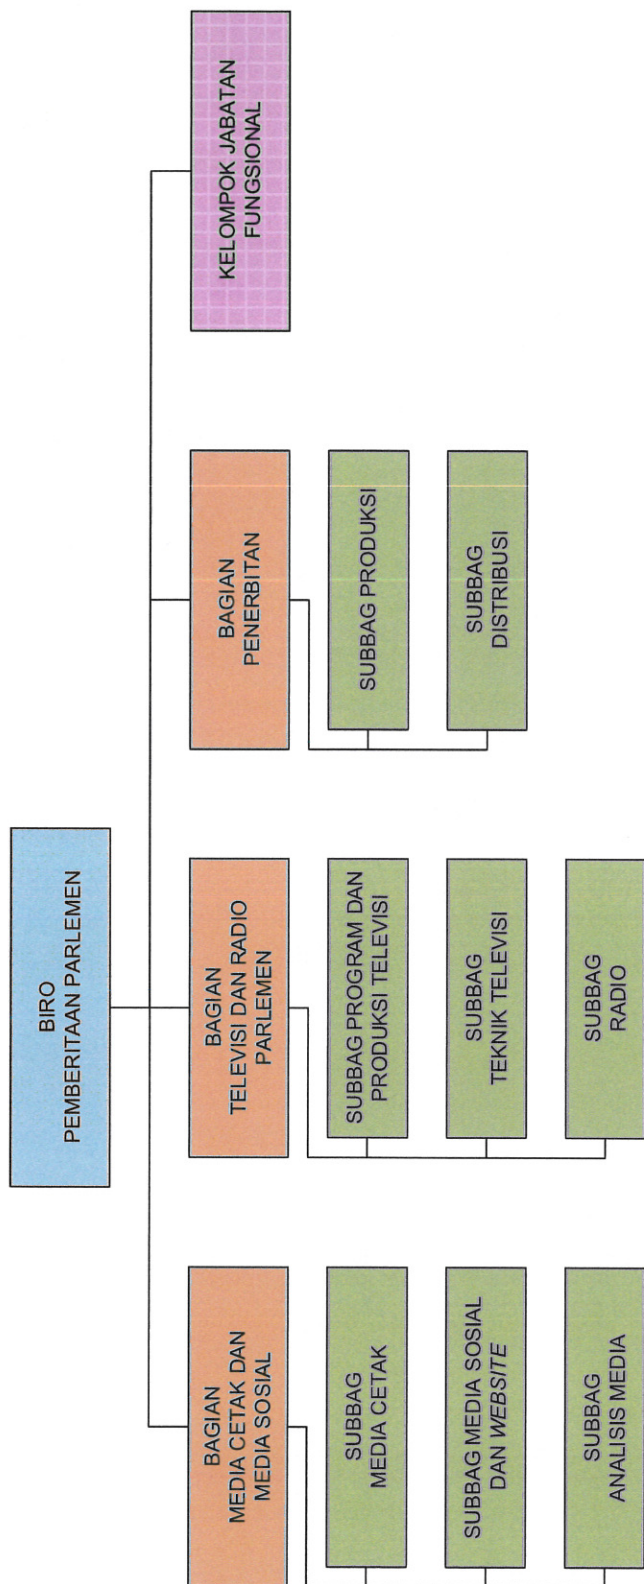 BIRO
PEMBERITAAN PARLEMEN
BAGIAN
MEDIA CETAK DAN
MEDIA SOSIAL
SUBBAG
MEDIA CETAK
SUBBAG MEDIA SOSIAL
DAN WEBSITE
SUBBAG
ANALISIS MEDIA
BAGIAN
TELEVISI DAN RADIO
PARLEMEN
SUBBAG PROGRAM DAN
PRODUKSI TELEVISI
SUBBAG
TEKNIK TELEVISI
SUBBAG
RADIO
BAGIAN
PENERBITAN
SUBBAG PRODUKSI
SUBBAG
DISTRIBUSI
KELOMPOK JABATAN
FUNGSIONAL